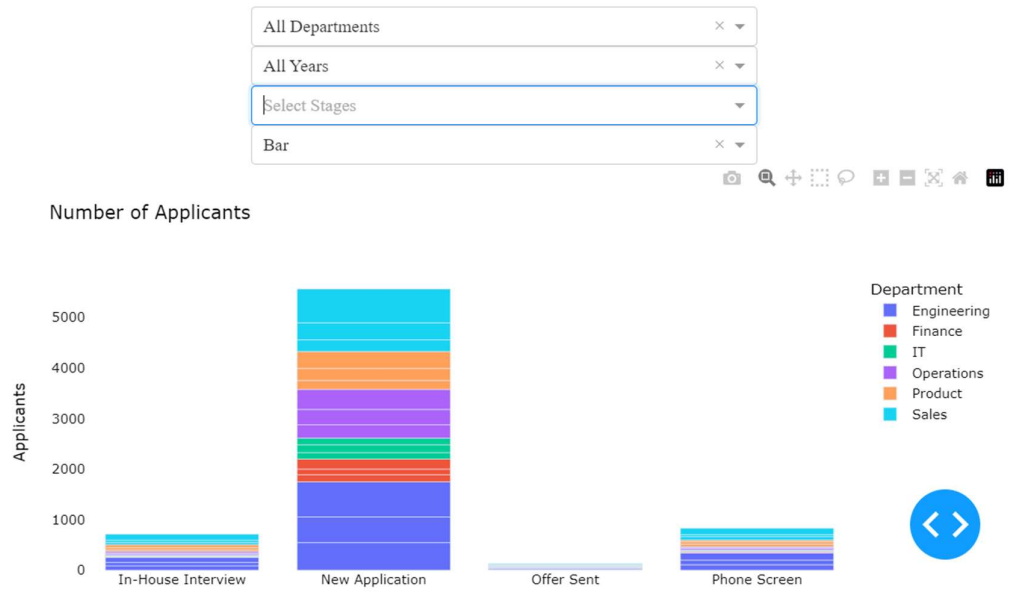 All Departments
All Years
Select Stages
Bar
Number of Applicants
Department
Engineering
Finance
IT
Operations
Product
Sales
Applicants
5000
4000
3000
2000
1000
0
In-House Interview New Application Offer Sent Phone Screen